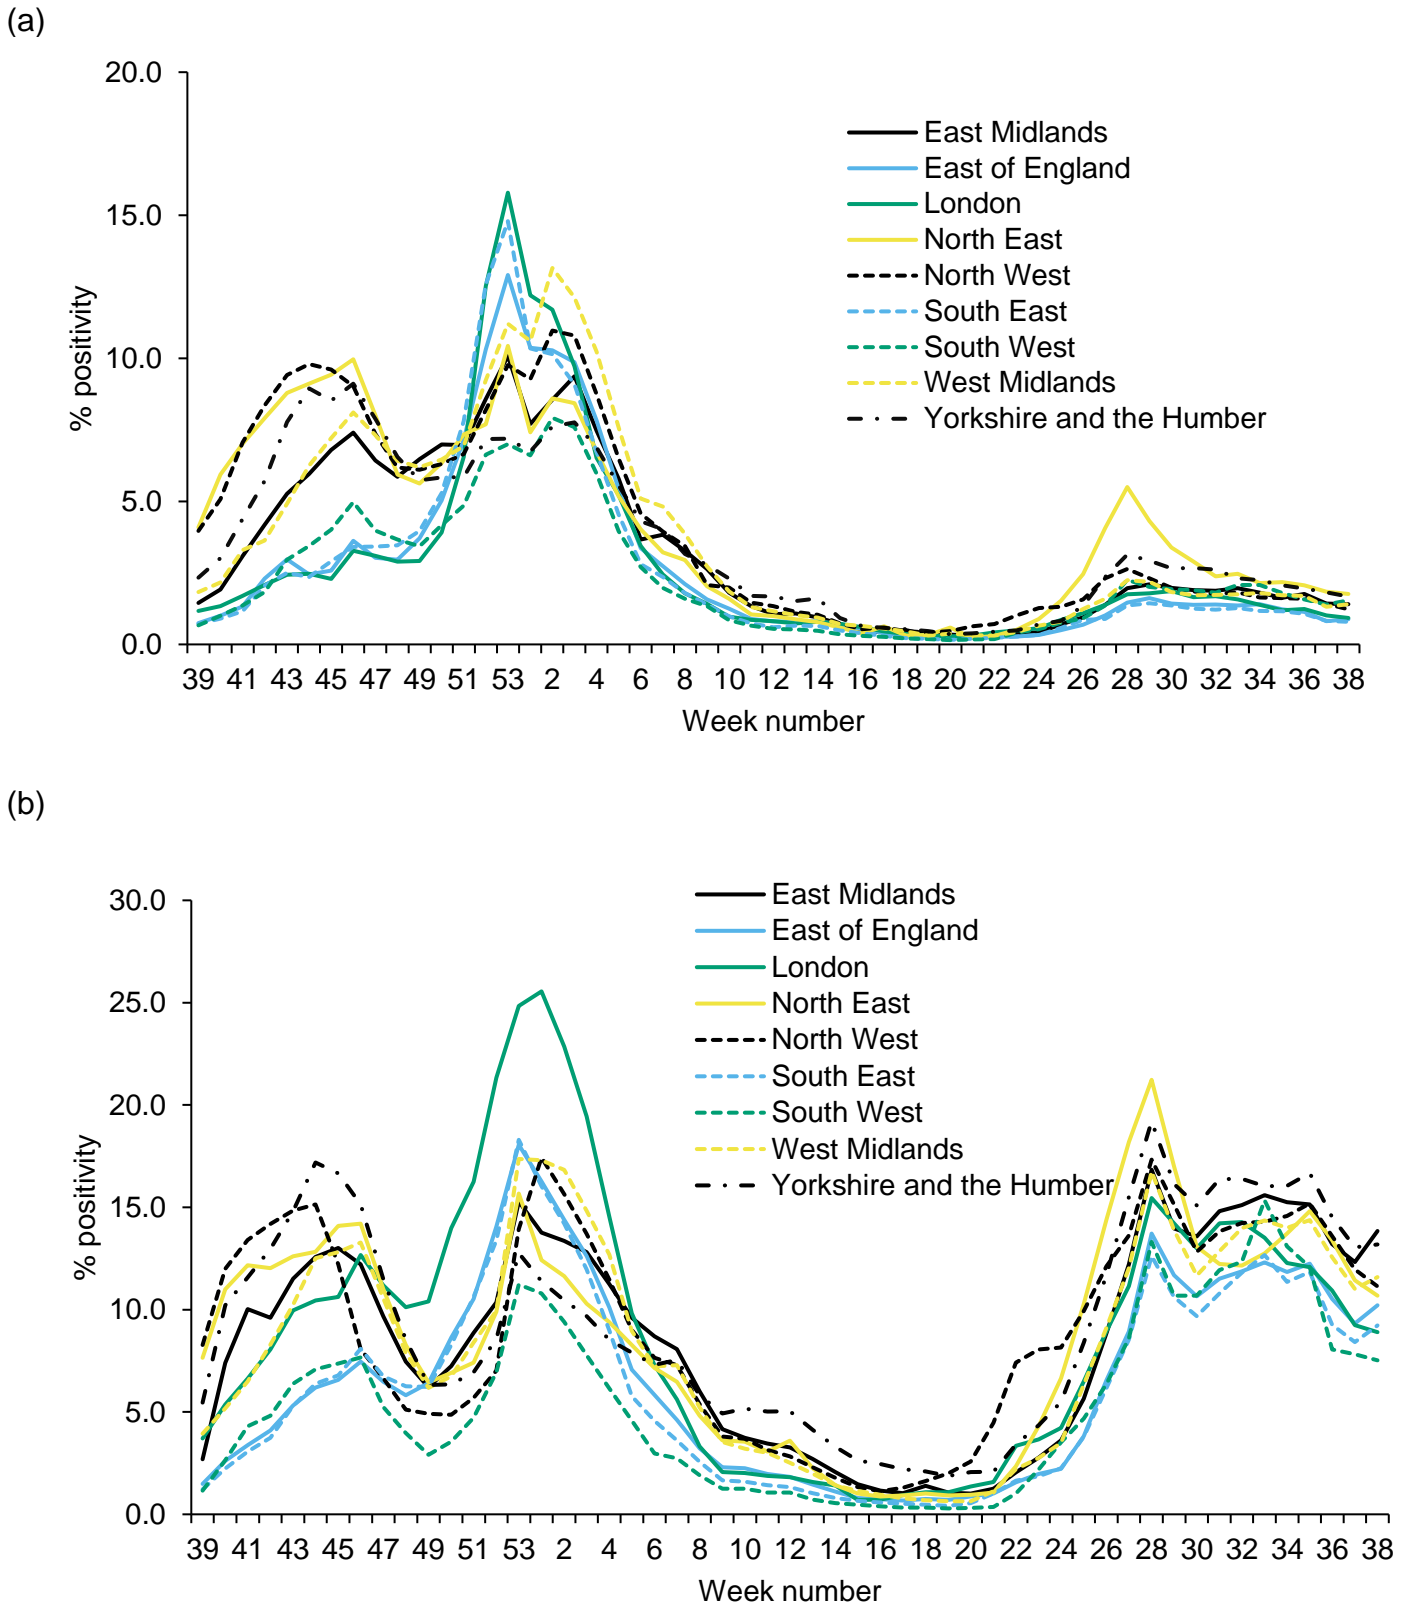 (a)
20.0
15.0
10.0
5.0
0.0
% positivity
East Midlands
East of England
London
North East
North West
South East
South West
West Midlands
Yorkshire and the Humber
39 41 43 45 47 49 51 53 2 4 6 8 10 12 14 16 18 20 22 24 26 28 30 32 34 36 38
Week number
(b)
30.0
25.0
20.0
15.0
10.0
5.0
0.0
% positivity
East Midlands
East of England
London
North East
North West
South East
South West
West Midlands
Yorkshire and the Humber
39 41 43 45 47 49 51 53 2 4 6 8 10 12 14 16 18 20 22 24 26 28 30 32 34 36 38
Week number